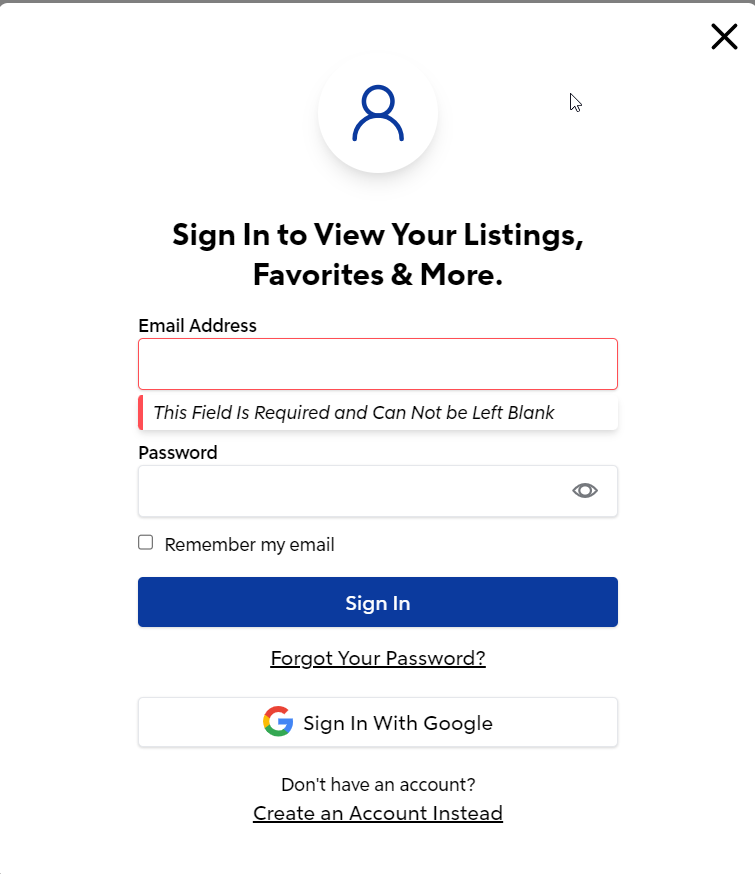 Sign In to View Your Listings,
Favorites & More.
Email Address
This Field Is Required and Can Not be Left Blank
Password
Remember my email
Sign In
Forgot Your Password?
Sign In With Google
Don't have an account?
Create an Account Instead